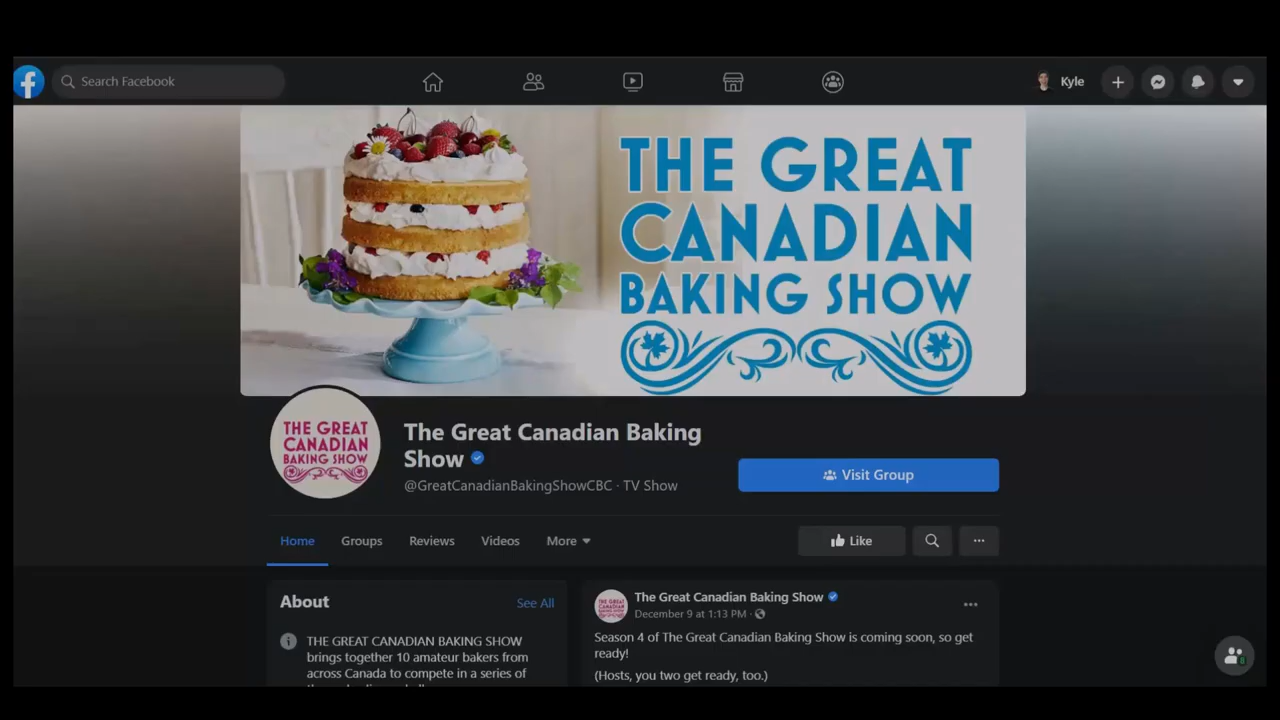 Search Facebook
Kyle
THE GREAT
CANADIAN
BAKING SHOW
THE GREAT
CANADIAN
BAKING SHOW
The Great Canadian Baking
Show
@GreatCanadianBakingShowCBC · TV Show
Visit Group
Home Groups Reviews Videos More
Like
About
See All
THE GREAT CANADIAN BAKING SHOW
brings together 10 amateur bakers from
across Canada to compete in a series of
The Great Canadian Baking Show
December 9 at 1:13 PM ·
Season 4 of The Great Canadian Baking Show is coming soon, so get
ready!
(Hosts, you two get ready, too.)